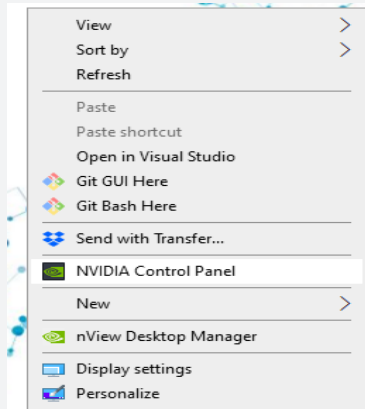 View
Sort by
Refresh
Paste
Paste shortcut
Open in Visual Studio
Git GUI Here
Git Bash Here
Send with Transfer...
NVIDIA Control Panel
New
nView Desktop Manager
Display settings
Personalize